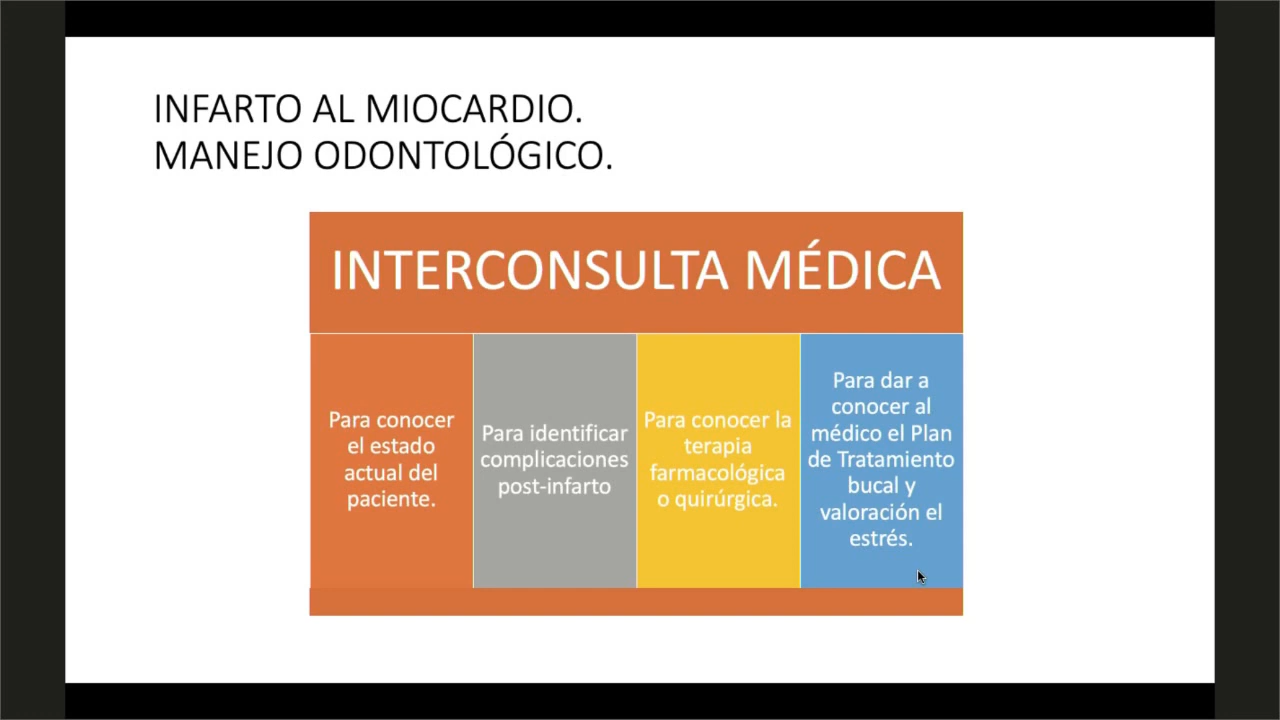 INFARTO AL MIOCARDIO.
MANEJO ODONTOLÓGICO.
INTERCONSULTA MÉDICA
Para conocer
el estado
actual del
paciente.
Para identificar
complicaciones
post-infarto
Para conocer la
terapia
farmacológica
o quirúrgica.
Para dar a
conocer al
médico el Plan
de Tratamiento
bucal y
valoración el
estrés.